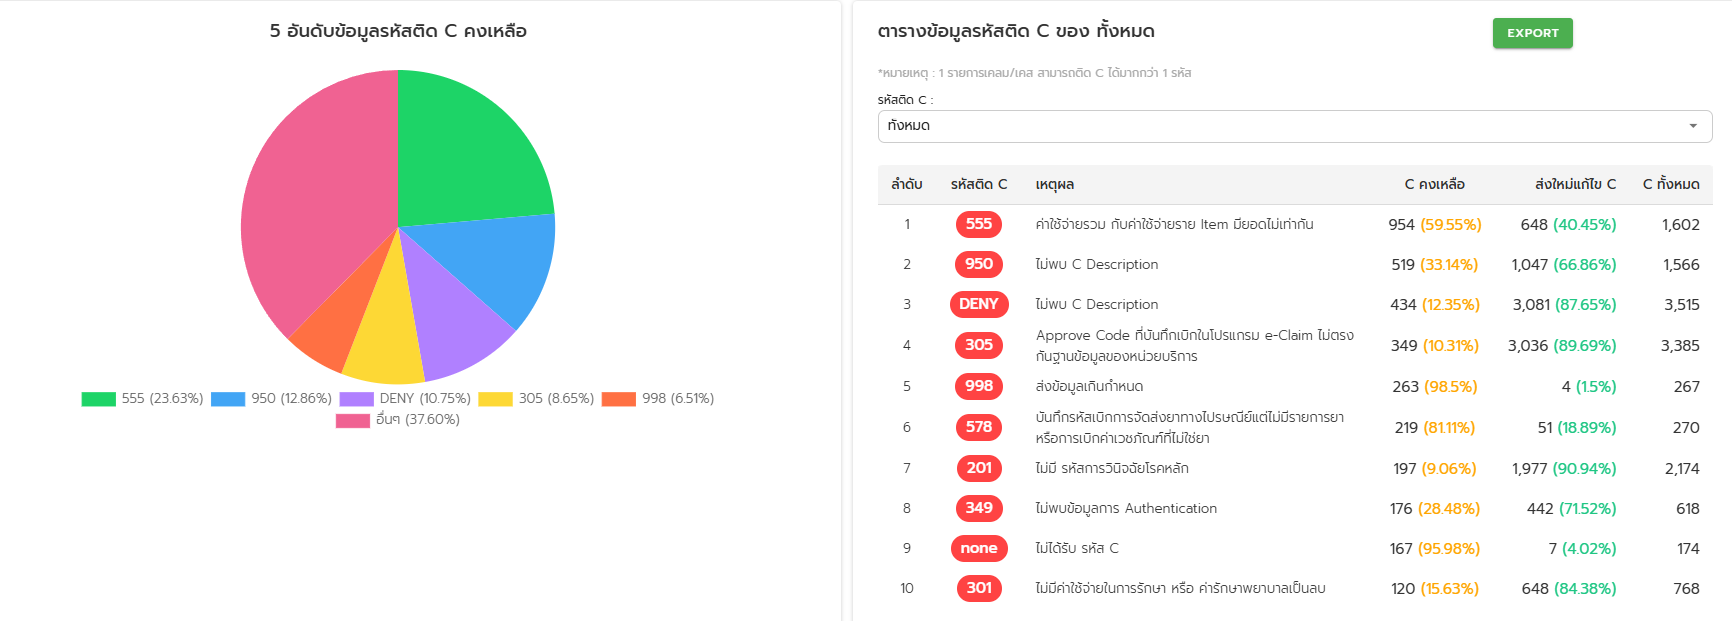 5 อันดับข้อมูลรหัสติด C คงเหลือ
555 (23.63%) 950 (12.86%) DENY (10.75%) 305 (8.65%) 998 (6.51%)
อื่นๆ (37.60%)
ตารางข้อมูลรหัสติด C ของ ทั้งหมด
EXPORT
*หมายเหตุ : 1 รายการเคลม/เคส สามารถติด C ได้มากกว่า 1 รหัส
รหัสติด C :
ทั้งหมด
ลำดับ รหัสติด C เหตุผล C คงเหลือ ส่งใหม่แก้ไข C C ทั้งหมด
1 555 ค่าใช้จ่ายรวม กับค่าใช้จ่ายราย Item มียอดไม่เท่ากัน 954 (59.55%) 648 (40.45%) 1,602
2 950 ไม่พบ C Description 519 (33.14%) 1,047 (66.86%) 1,566
3 DENY ไม่พบ C Description 434 (12.35%) 3,081 (87.65%) 3,515
4 305 Approve Code ที่บันทึกเบิกในโปรแกรม e-Claim ไม่ตรง 349 (10.31%) 3,036 (89.69%) 3,385
กับฐานข้อมูลของหน่วยบริการ
5 998 ส่งข้อมูลเกินกำหนด 263 (98.5%) 4 (1.5%) 267
6 578 บันทึกรหัสเบิกการจัดส่งยาทางไปรษณีย์แต่ไม่มีรายการยา 219 (81.11%) 51 (18.89%) 270
หรือการเบิกค่าเวชภัณฑ์ที่ไม่ใช่ยา
7 201 ไม่มี รหัสการวินิจฉัยโรคหลัก 197 (9.06%) 1,977 (90.94%) 2,174
8 349 ไม่พบข้อมูลการ Authentication 176 (28.48%) 442 (71.52%) 618
9 none ไม่ได้รับ รหัส C 167 (95.98%) 7 (4.02%) 174
10 301 ไม่มีค่าใช้จ่ายในการรักษา หรือ ค่ารักษาพยาบาลเป็นลบ 120 (15.63%) 648 (84.38%) 768